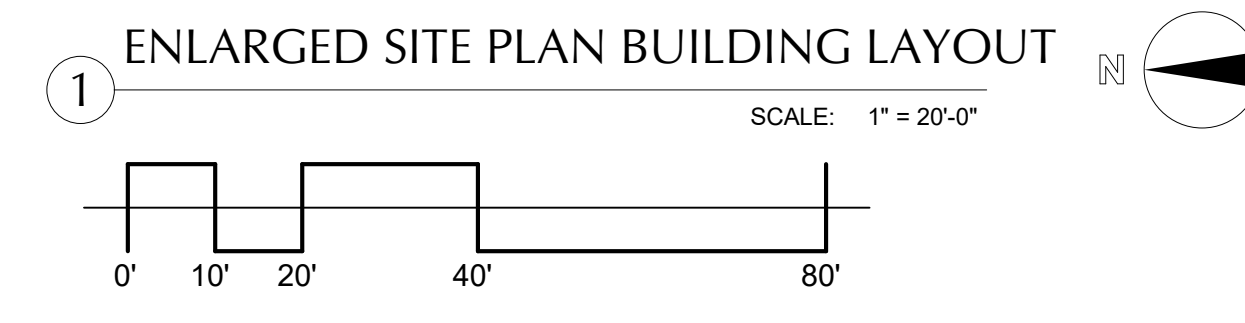 ENLARGED SITE PLAN BUILDING LAYOUT
N
1
SCALE: 1" = 20'-0"
0' 10' 20' 40' 80'